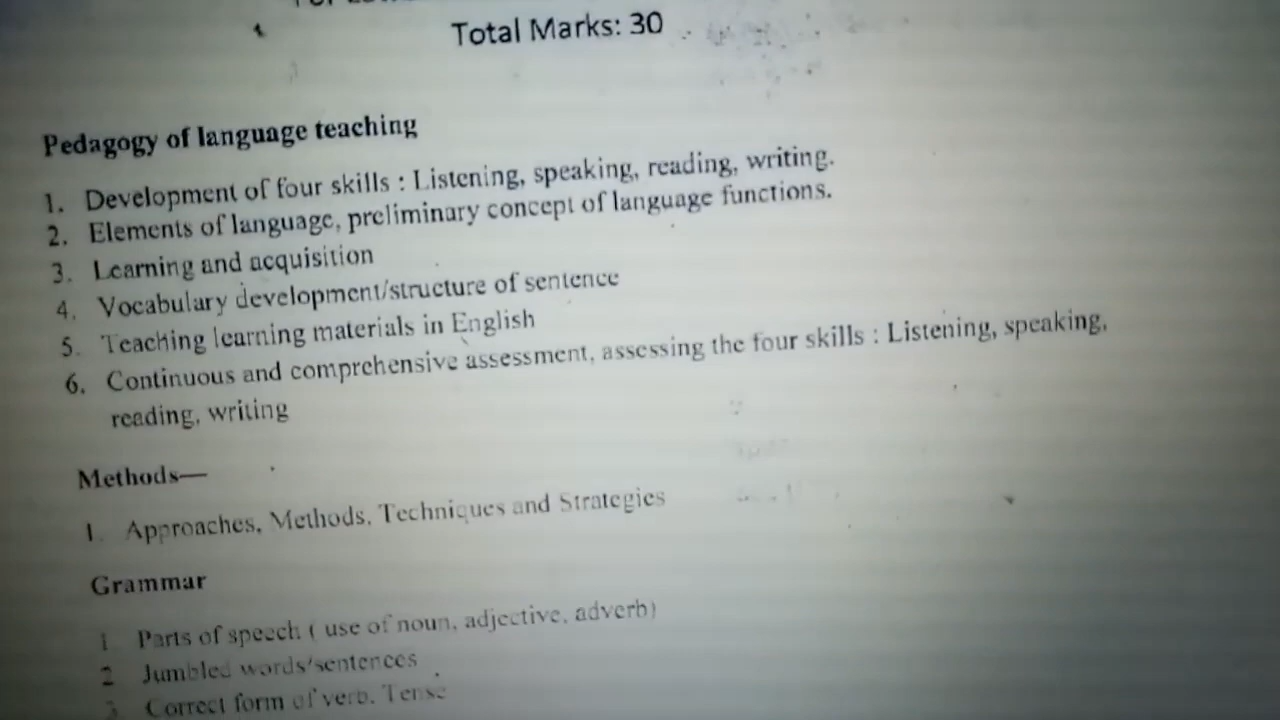 Total Marks: 30
Pedagogy of language teaching
1. Development of four skills : Listening, speaking, reading, writing.
2. Elements of language, preliminary concept of language functions.
3. Learning and acquisition
4. Vocabulary development/structure of sentence
5. Teaching learning materials in English
6. Continuous and comprehensive assessment, assessing the four skills : Listening, speaking,
reading, writing
Methods—
1. Approaches, Methods, Techniques and Strategies
Grammar
1 Parts of speech ( use of noun, adjective, adverb)
2 Jumbled words/sentences
3 Correct form of verb. Tense